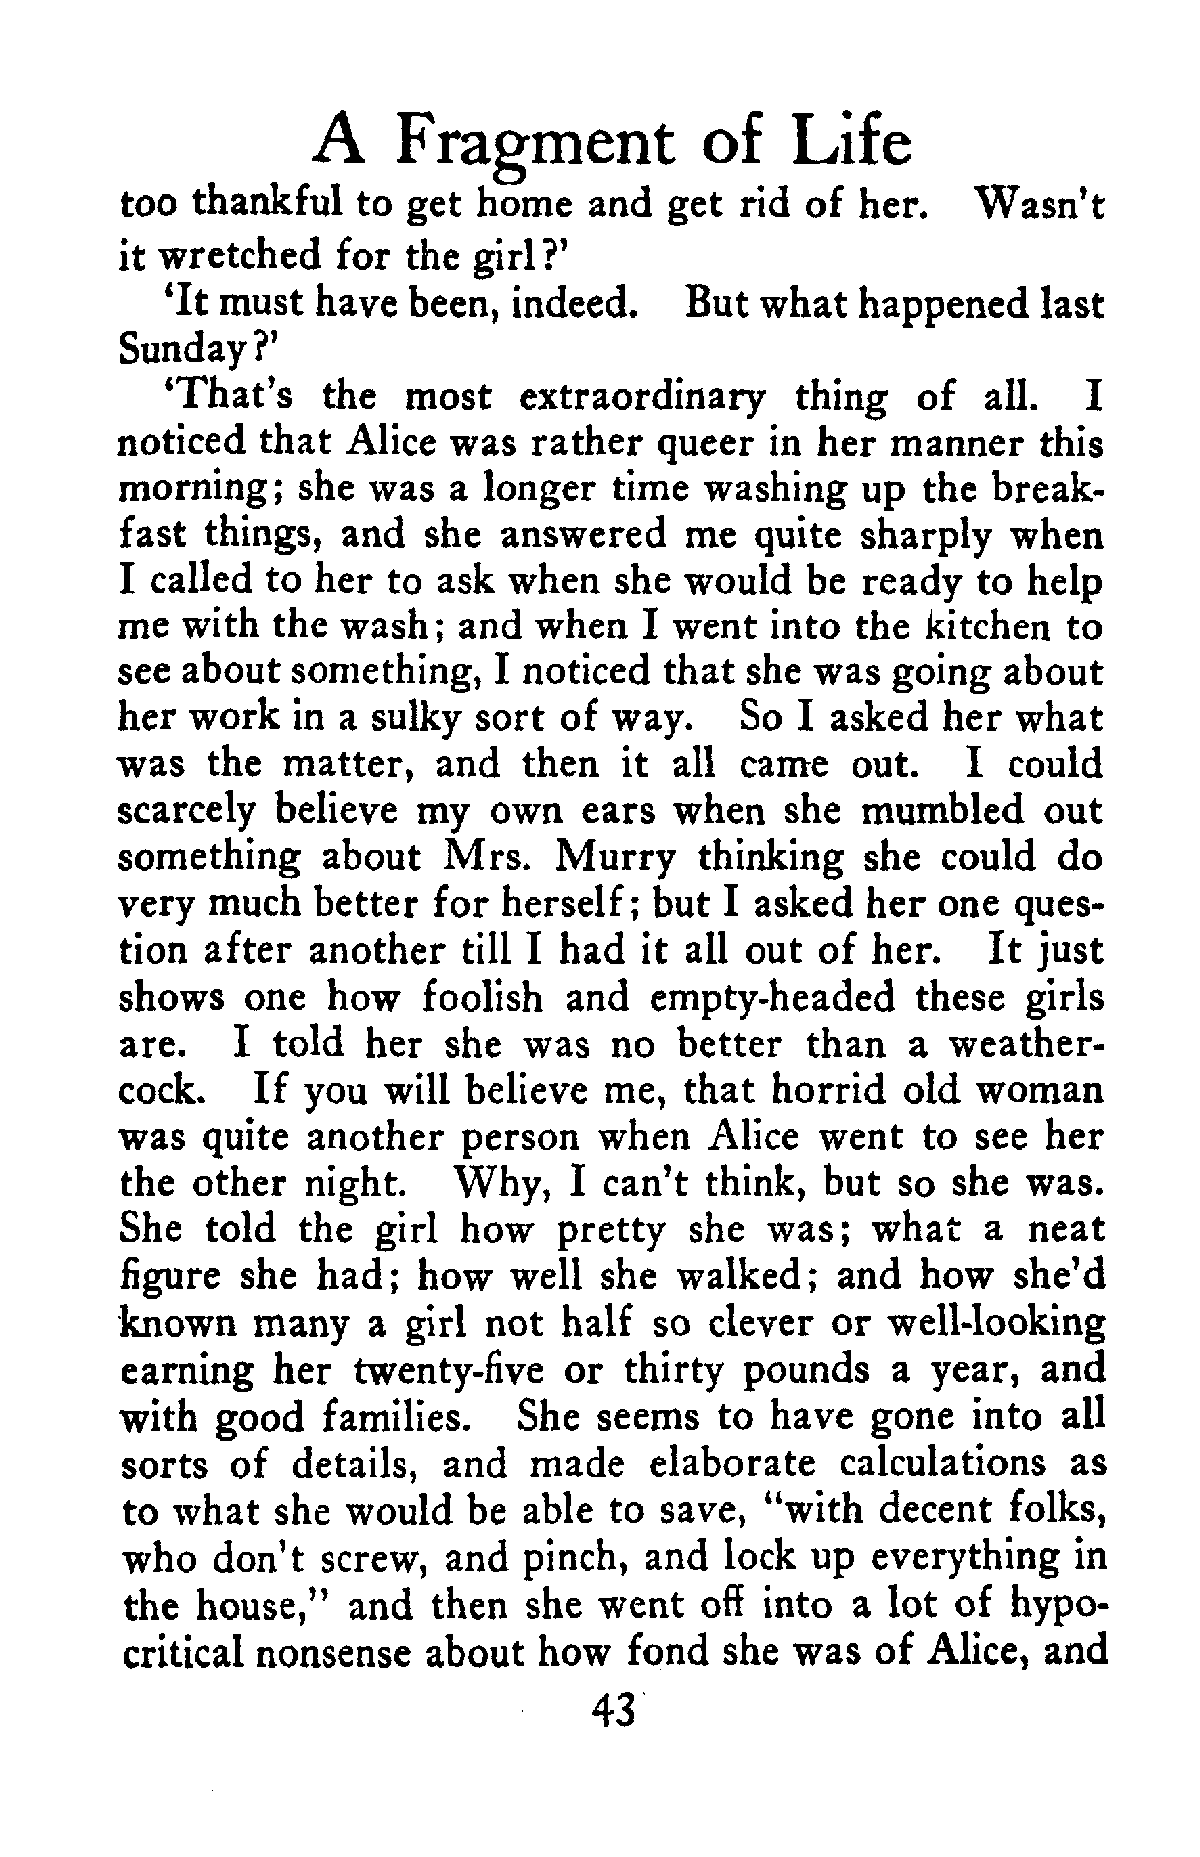 A Fragment of Life
too thankful to get home and get rid of her. Wasn't
it wretched for the girl?'
'It must have been, indeed. But what happened last
Sunday?'
'That's the most extraordinary thing of all. I
noticed that Alice was rather queer in her manner this
morning; she was a longer time washing up the break-
fast things, and she answered me quite sharply when
I called to her to ask when she would be ready to help
me with the wash; and when I went into the kitchen to
see about something, I noticed that she was going about
her work in a sulky sort of way. So I asked her what
was the matter, and then it all came out. I could
scarcely believe my own ears when she mumbled out
something about Mrs. Murry thinking she could do
very much better for herself; but I asked her one ques-
tion after another till I had it all out of her. It just
shows one how foolish and empty-headed these girls
are. I told her she was no better than a weather-
cock. If you will believe me, that horrid old woman
was quite another person when Alice went to see her
the other night. Why, I can't think, but so she was.
She told the girl how pretty she was; what a neat
figure she had; how well she walked; and how she'd
known many a girl not half so clever or well-looking
earning her twenty-five or thirty pounds a year, and
with good families. She seems to have gone into all
sorts of details, and made elaborate calculations as
to what she would be able to save, "with decent folks,
who don't screw, and pinch, and lock up everything in
the house," and then she went off into a lot of hypo-
critical nonsense about how fond she was of Alice, and
43